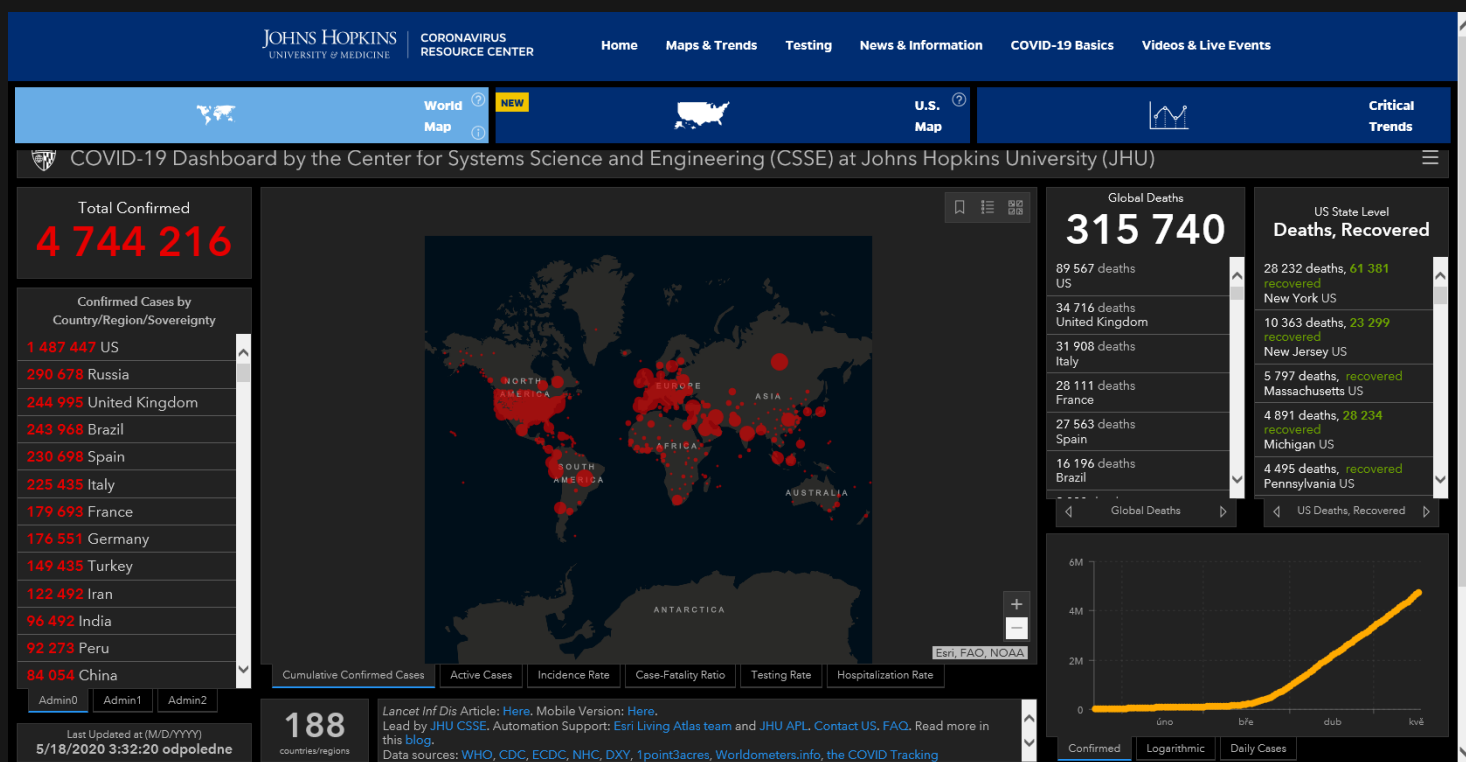 JOHNS HOPKINS
UNIVERSITY & MEDICINE
CORONAVIRUS
RESOURCE CENTER
Home
Maps & Trends
Testing
News & Information
COVID-19 Basics
Videos & Live Events
World
Map
NEW
U.S.
Map
Critical
Trends
COVID-19 Dashboard by the Center for Systems Science and Engineering (CSSE) at Johns Hopkins University (JHU)
Total Confirmed
4 744 216
Confirmed Cases by
Country/Region/Sovereignty
1 487 447 US
290 678 Russia
244 995 United Kingdom
243 968 Brazil
230 698 Spain
225 435 Italy
179 693 France
176 551 Germany
149 435 Turkey
122 492 Iran
96 492 India
92 273 Peru
84 054 China
Admin0
Admin1
Admin2
Last Updated at (M/D/YYYY)
5/18/2020 3:32:20 odpoledne
NORTH
AMERICA
EUROPE
ASIA
AFRICA
SOUTH
AMERICA
AUSTRALIA
ANTARCTICA
+
−
Esri, FAO, NOAA
Cumulative Confirmed Cases
Active Cases
Incidence Rate
Case-Fatality Ratio
Testing Rate
Hospitalization Rate
188
countries/regions
Lancet Inf Dis Article: Here. Mobile Version: Here.
Lead by JHU CSSE. Automation Support: Esri Living Atlas team and JHU APL. Contact US. FAQ. Read more in
this blog.
Data sources: WHO, CDC, ECDC, NHC, DXY, 1point3acres, Worldometers.info, the COVID Tracking
Global Deaths
315 740
89 567 deaths
US
34 716 deaths
United Kingdom
31 908 deaths
Italy
28 111 deaths
France
27 563 deaths
Spain
16 196 deaths
Brazil
Global Deaths
US State Level
Deaths, Recovered
28 232 deaths, 61 381
recovered
New York US
10 363 deaths, 23 299
recovered
New Jersey US
5 797 deaths, recovered
Massachusetts US
4 891 deaths, 28 234
recovered
Michigan US
4 495 deaths, recovered
Pennsylvania US
US Deaths, Recovered
6M
4M
2M
0
úno
bře
dub
kvě
Confirmed
Logarithmic
Daily Cases